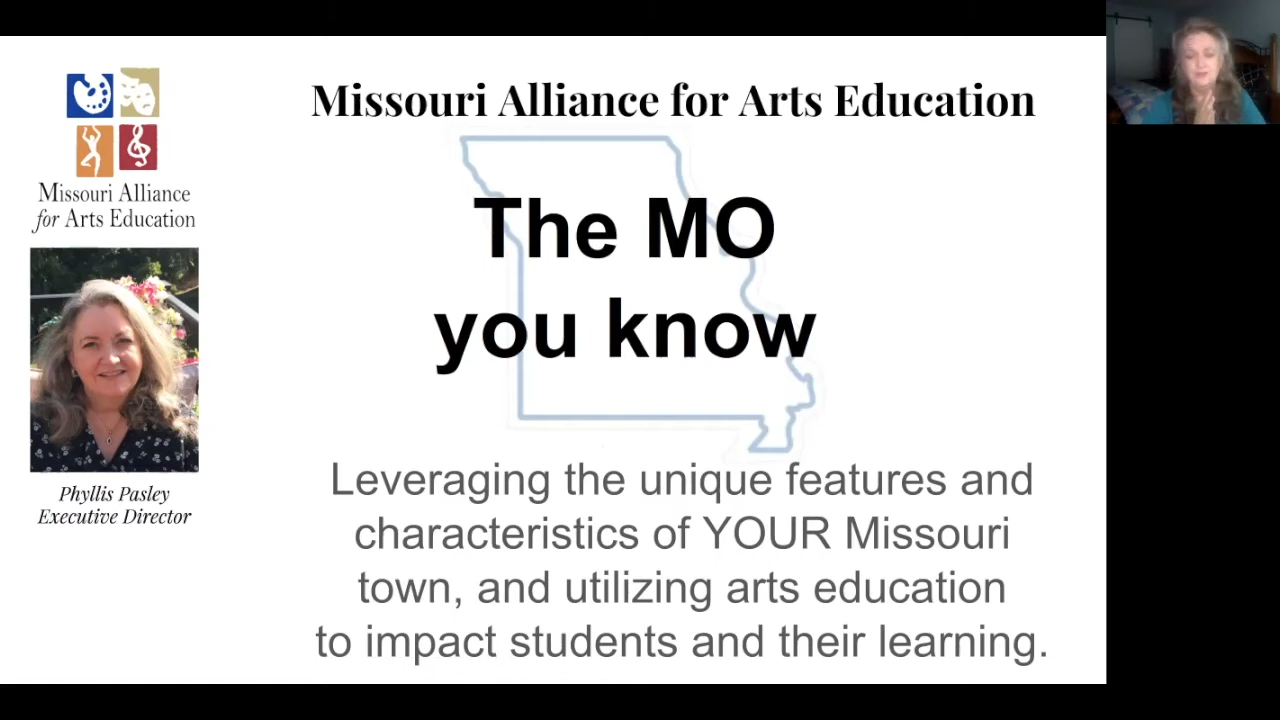 Missouri Alliance
for Arts Education
Phyllis Pasley
Executive Director
Missouri Alliance for Arts Education
The MO
you know
Leveraging the unique features and
characteristics of YOUR Missouri
town, and utilizing arts education
to impact students and their learning.